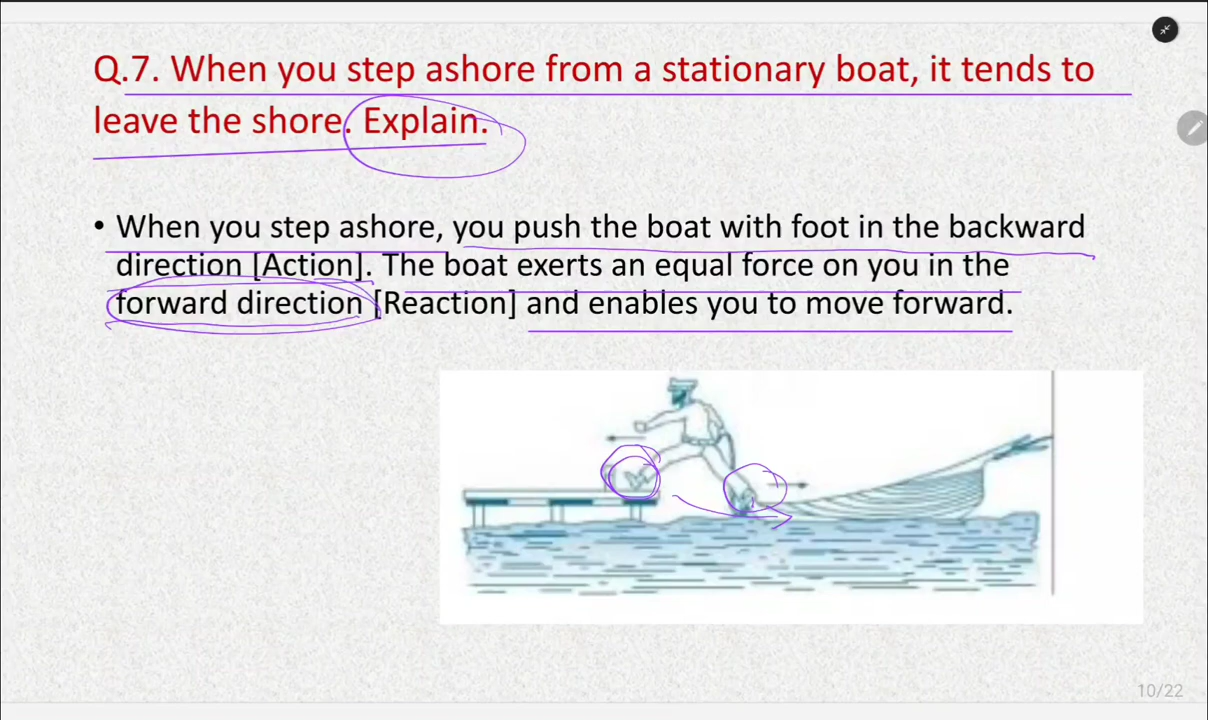 Q.7. When you step ashore from a stationary boat, it tends to
leave the shore. Explain.
• When you step ashore, you push the boat with foot in the backward
direction [Action]. The boat exerts an equal force on you in the
forward direction [Reaction] and enables you to move forward.
10/22